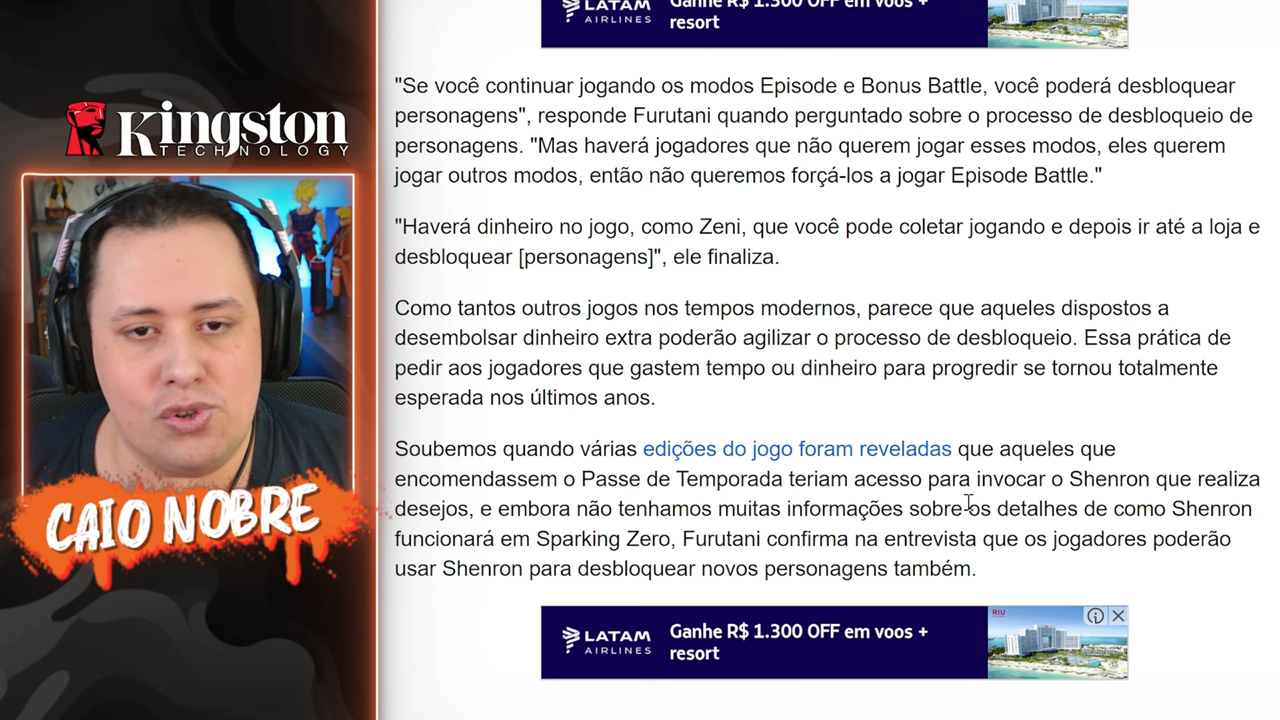 LATAM
AIRLINES
Ganhe R$ 1.300 OFF em voos +
resort
"Se você continuar jogando os modos Episode e Bonus Battle, você poderá desbloquear
personagens", responde Furutani quando perguntado sobre o processo de desbloqueio de
personagens. "Mas haverá jogadores que não querem jogar esses modos, eles querem
jogar outros modos, então não queremos forçá-los a jogar Episode Battle."
"Haverá dinheiro no jogo, como Zeni, que você pode coletar jogando e depois ir até a loja e
desbloquear [personagens]", ele finaliza.
Como tantos outros jogos nos tempos modernos, parece que aqueles dispostos a
desembolsar dinheiro extra poderão agilizar o processo de desbloqueio. Essa prática de
pedir aos jogadores que gastem tempo ou dinheiro para progredir se tornou totalmente
esperada nos últimos anos.
Soubemos quando várias edições do jogo foram reveladas que aqueles que
encomendassem o Passe de Temporada teriam acesso para invocar o Shenron que realiza
desejos, e embora não tenhamos muitas informações sobre os detalhes de como Shenron
funcionará em Sparking Zero, Furutani confirma na entrevista que os jogadores poderão
usar Shenron para desbloquear novos personagens também.
LATAM
AIRLINES
Ganhe R$ 1.300 OFF em voos +
resort
RIU
Kingston
TECHNOLOGY
CAIO NOBRE